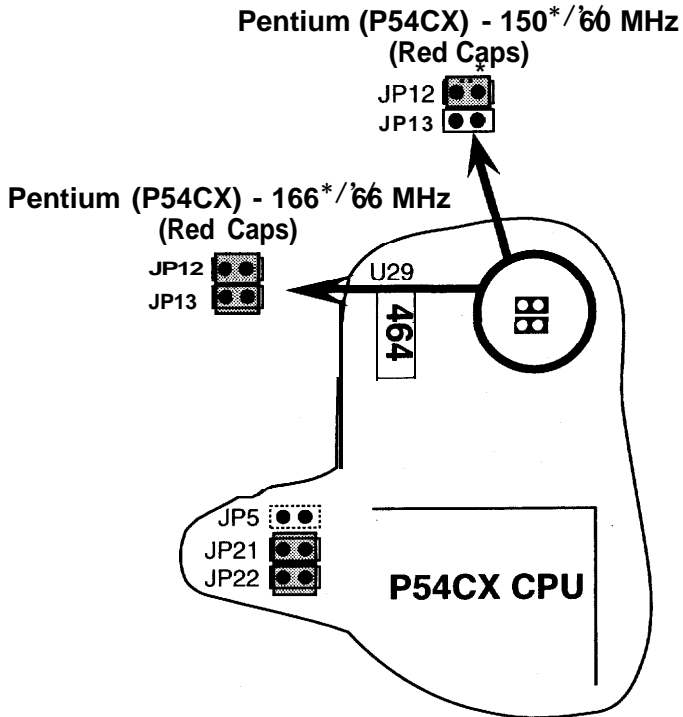 Pentium (P54CX) - 150*/60 MHz
(Red Caps)
*
JP12
JP13
Pentium (P54CX) - 166*/66 MHz
(Red Caps)
JP12
JP13
U29
464
JP5
JP21
JP22
P54CX CPU